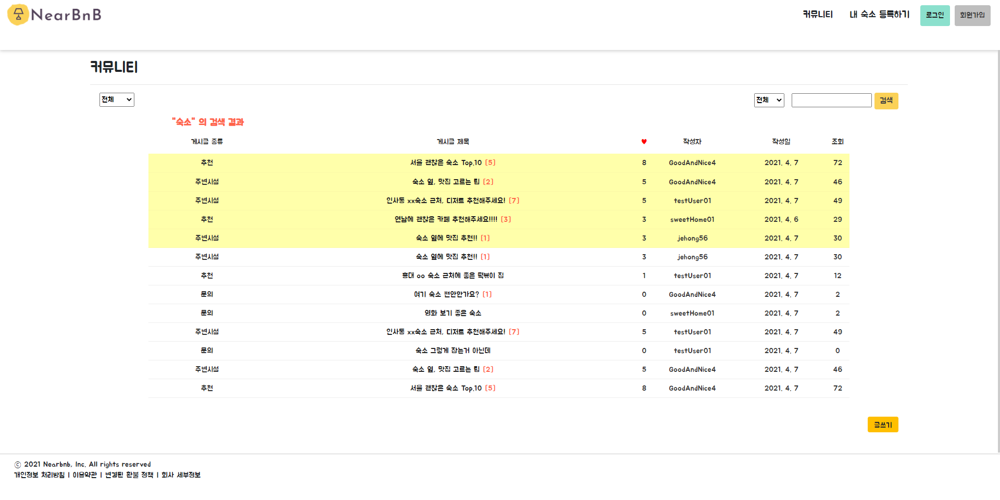 NearBnB
커뮤니티 내 숙소 등록하기 로그인 회원가입
커뮤니티
전체 전체 검색
"숙소" 의 검색 결과
게시글 종류 게시글 제목 ♥ 작성자 작성일 조회
추천 서울 괜찮은 숙소 Top.10 [5] 8 GoodAndNice4 2021. 4. 7 72
주변시설 숙소 옆, 맛집 고르는 팁 [2] 5 GoodAndNice4 2021. 4. 7 46
주변시설 인사동 xx숙소 근처, 디저트 추천해주세요! [7] 5 testUser01 2021. 4. 7 49
추천 연남에 괜찮은 카페 추천해주세요!!!! [3] 3 sweetHome01 2021. 4. 6 29
주변시설 숙소 옆에 맛집 추천!! [1] 3 jehong56 2021. 4. 7 30
주변시설 숙소 옆에 맛집 추천!! [1] 3 jehong56 2021. 4. 7 30
추천 홍대 oo 숙소 근처에 좋은 떡볶이 집 1 testUser01 2021. 4. 7 12
문의 여기 숙소 편안한가요? [1] 0 GoodAndNice4 2021. 4. 7 2
문의 영화 보기 좋은 숙소 0 sweetHome01 2021. 4. 7 2
주변시설 인사동 xx숙소 근처, 디저트 추천해주세요! [7] 5 testUser01 2021. 4. 7 49
문의 숙소 그렇게 잡는거 아닌데 0 testUser01 2021. 4. 7 0
주변시설 숙소 옆, 맛집 고르는 팁 [2] 5 GoodAndNice4 2021. 4. 7 46
추천 서울 괜찮은 숙소 Top.10 [5] 8 GoodAndNice4 2021. 4. 7 72
글쓰기
ⓒ 2021 Nearbnb, Inc. All rights reserved
개인정보 처리방침 | 이용약관 | 변경된 환불 정책 | 회사 세부정보